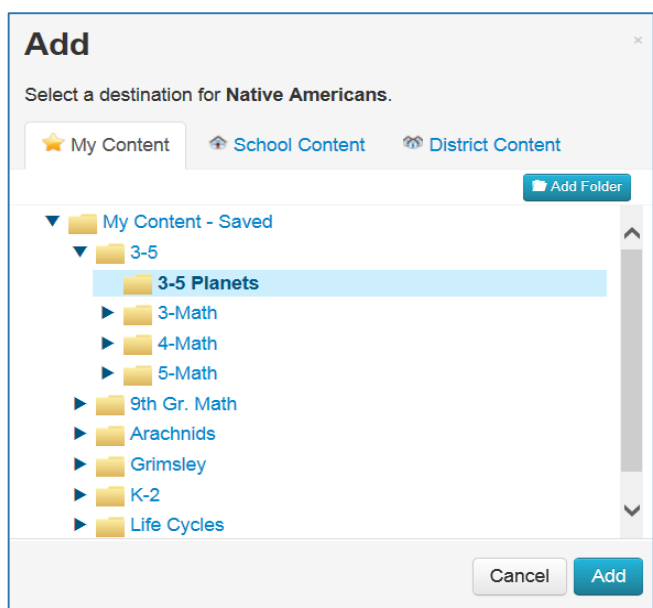 Add
×
Select a destination for Native Americans.
My Content School Content District Content
Add Folder
My Content - Saved
3-5
3-5 Planets
3-Math
4-Math
5-Math
9th Gr. Math
Arachnids
Grimsley
K-2
Life Cycles
Cancel Add